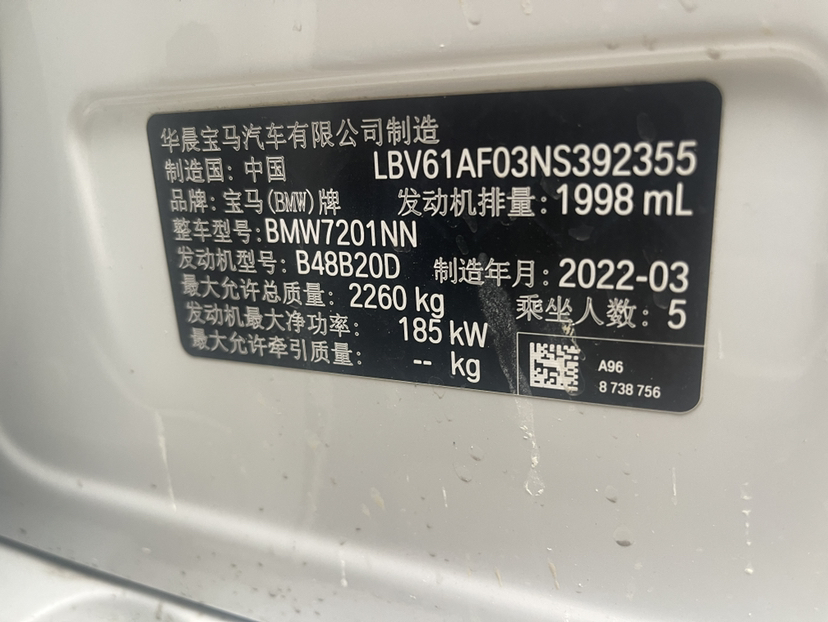 华晨宝马汽车有限公司制造
制造国: 中国 LBV61AF03NS392355
品牌: 宝马(BMW)牌 发动机排量: 1998 mL
整车型号: BMW7201NN
发动机型号: B48B20D 制造年月: 2022-03
最大允许总质量: 2260 kg 乘坐人数: 5
发动机最大净功率: 185 kW
最大允许牵引质量: -- kg
A96
8 738 756